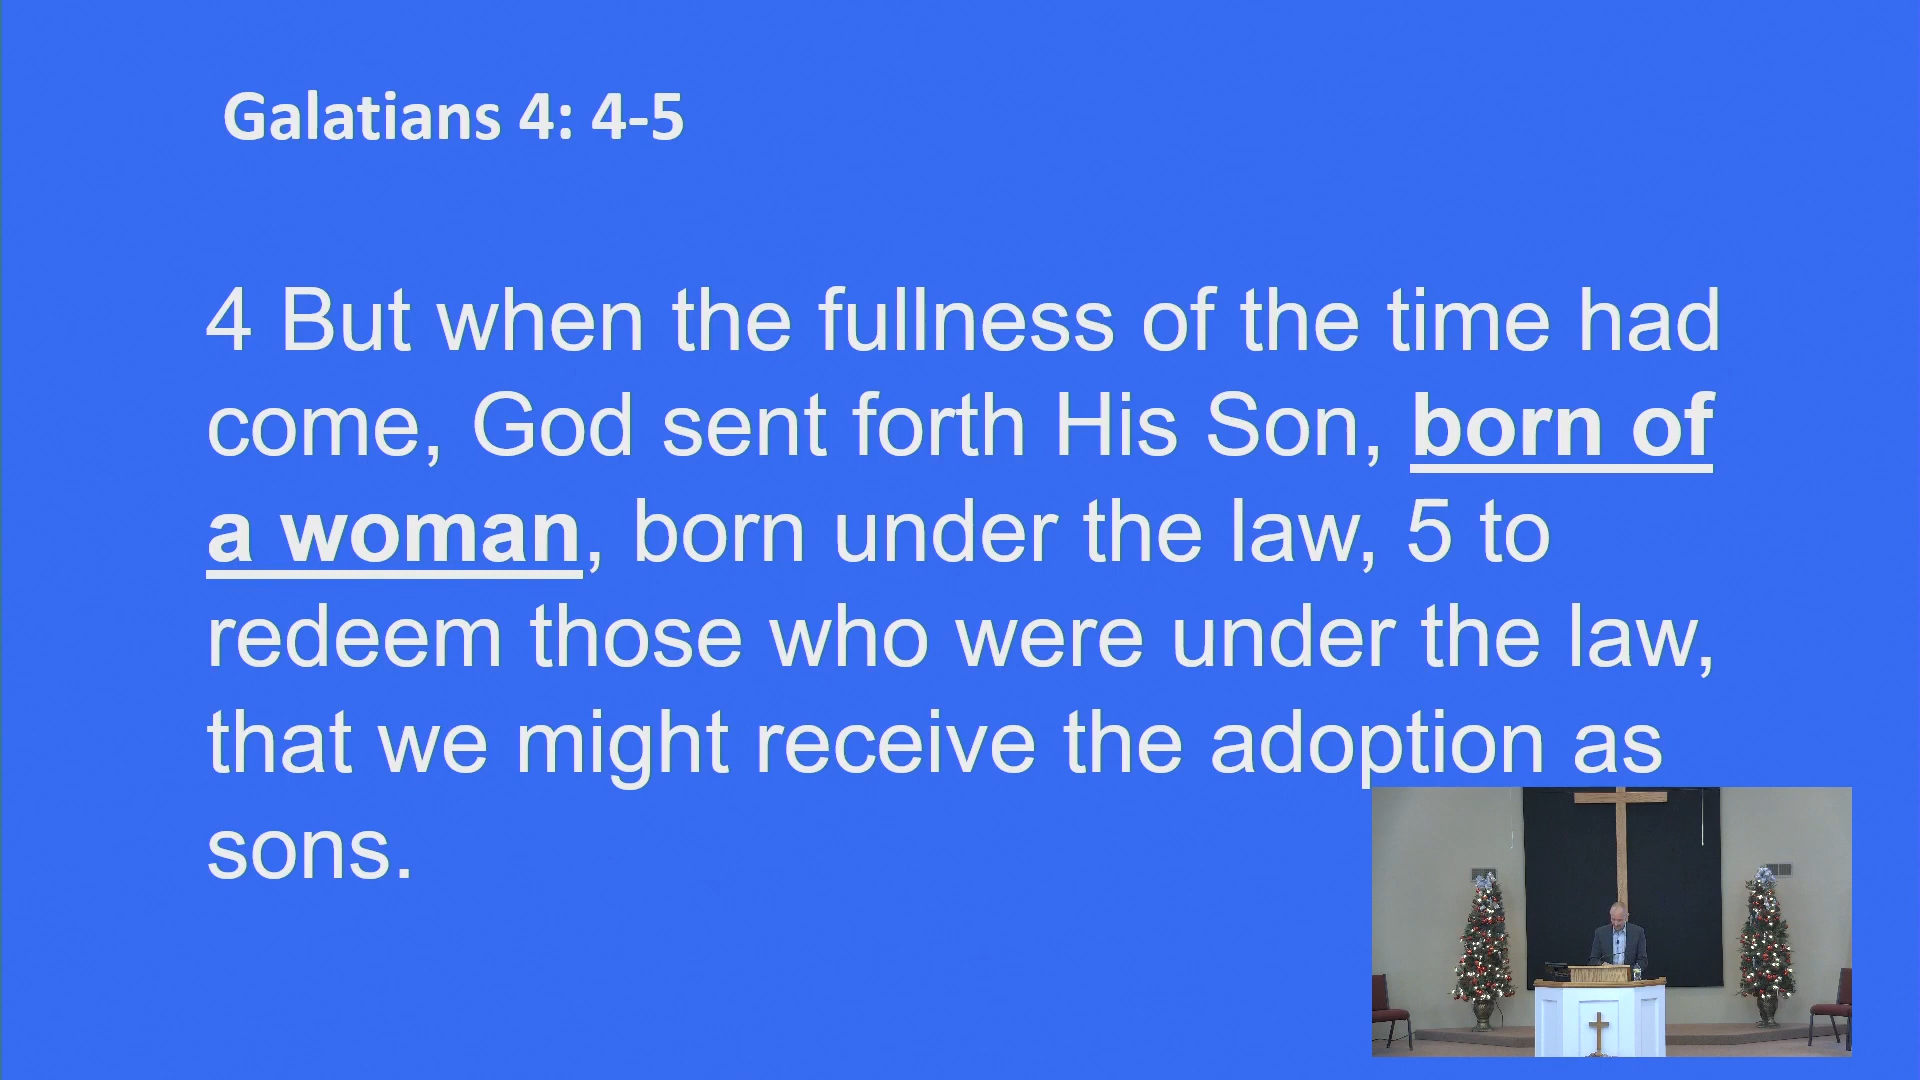 Galatians 4: 4-5
4 But when the fullness of the time had
come, God sent forth His Son, born of
a woman, born under the law, 5 to
redeem those who were under the law,
that we might receive the adoption as
sons.